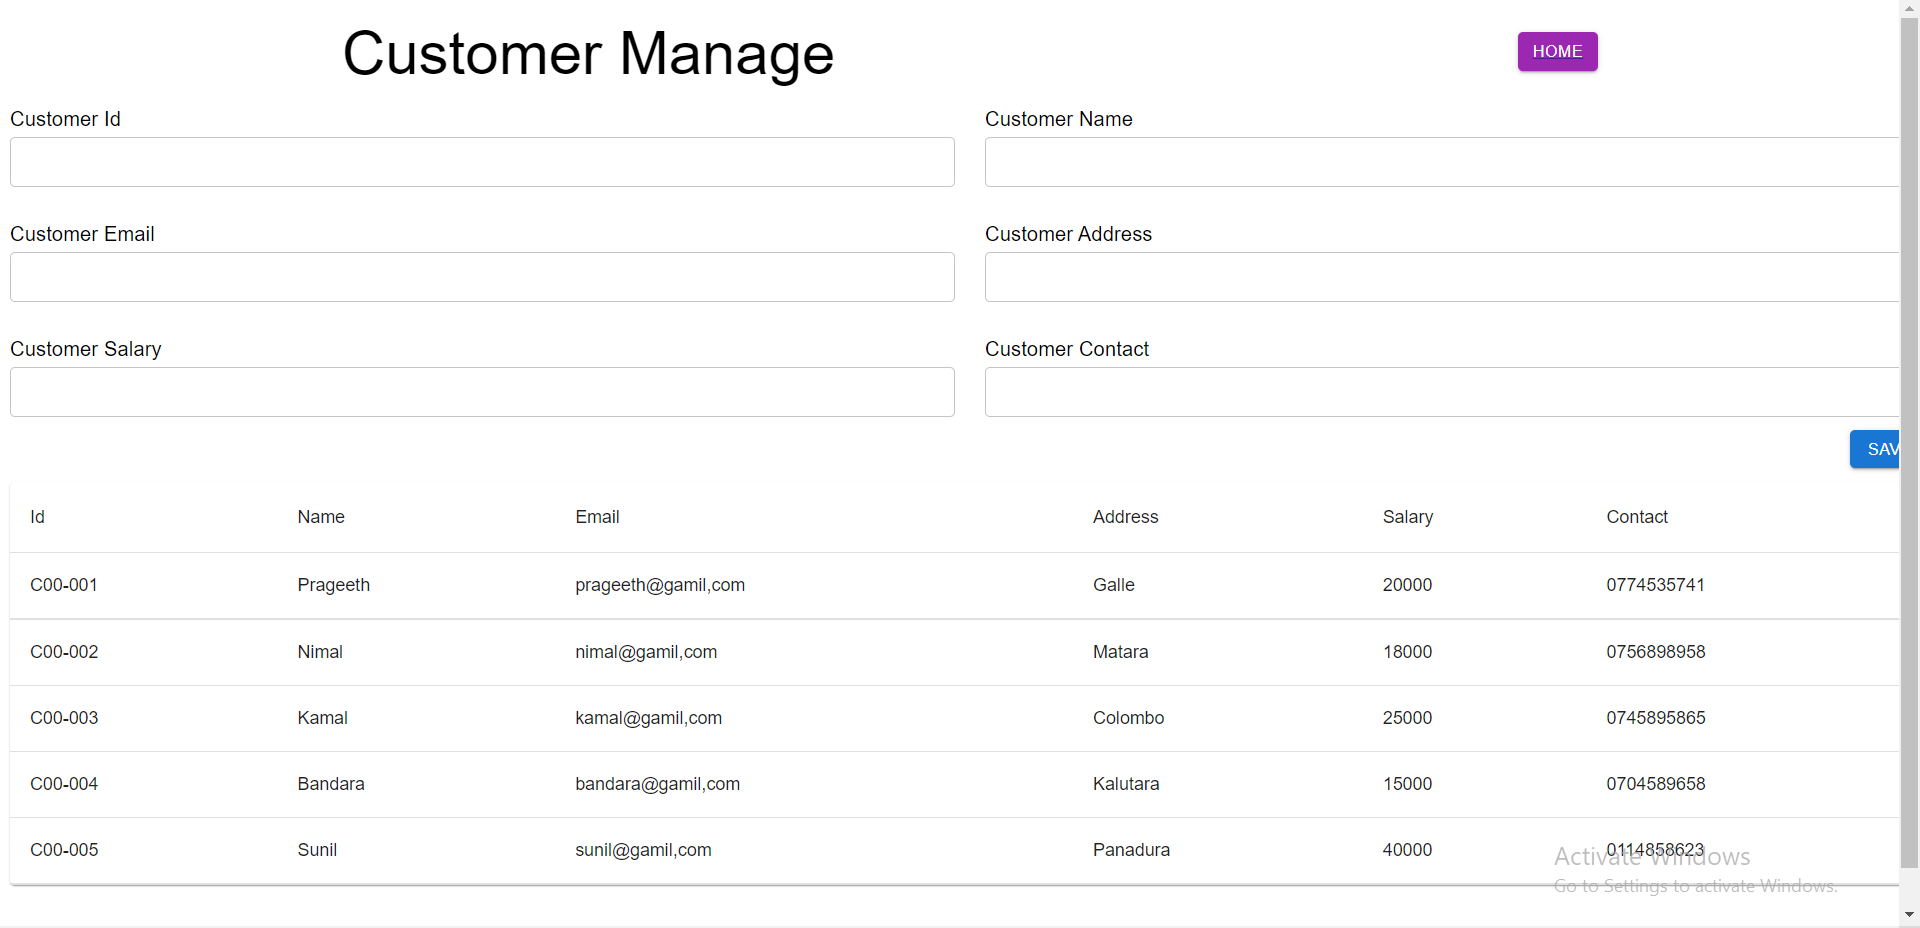 Customer Manage
HOME
Customer Id
Customer Name
Customer Email
Customer Address
Customer Salary
Customer Contact
SAV
Id Name Email Address Salary Contact
C00-001 Prageeth prageeth@gamil,com Galle 20000 0774535741
C00-002 Nimal nimal@gamil,com Matara 18000 0756898958
C00-003 Kamal kamal@gamil,com Colombo 25000 0745895865
C00-004 Bandara bandara@gamil,com Kalutara 15000 0704589658
C00-005 Sunil sunil@gamil,com Panadura 40000 0114858623
Activate Windows
Go to Settings to activate Windows.